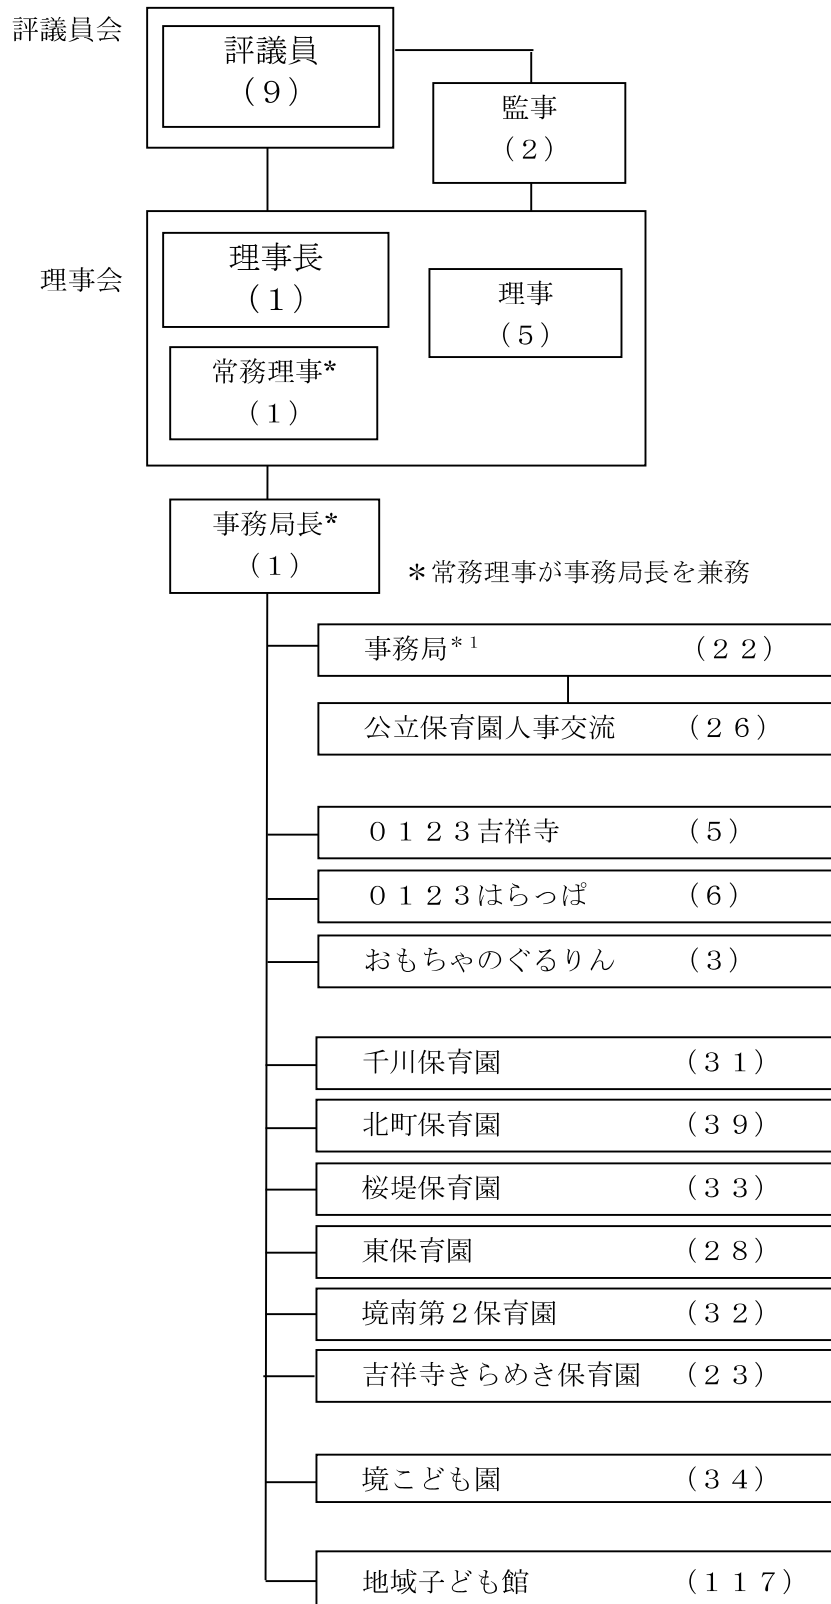 評議員会
評議員
（９）
監事
（２）
理事会
理事長
（１）
理事
（５）
常務理事*
（１）
事務局長*
（１）
＊常務理事が事務局長を兼務
事務局*1 （２２）
公立保育園人事交流 （２６）
０１２３吉祥寺 （５）
０１２３はらっぱ （６）
おもちゃのぐるりん （３）
千川保育園 （３１）
北町保育園 （３９）
桜堤保育園 （３３）
東保育園 （２８）
境南第２保育園 （３２）
吉祥寺きらめき保育園 （２３）
境こども園 （３４）
地域子ども館 （１１７）